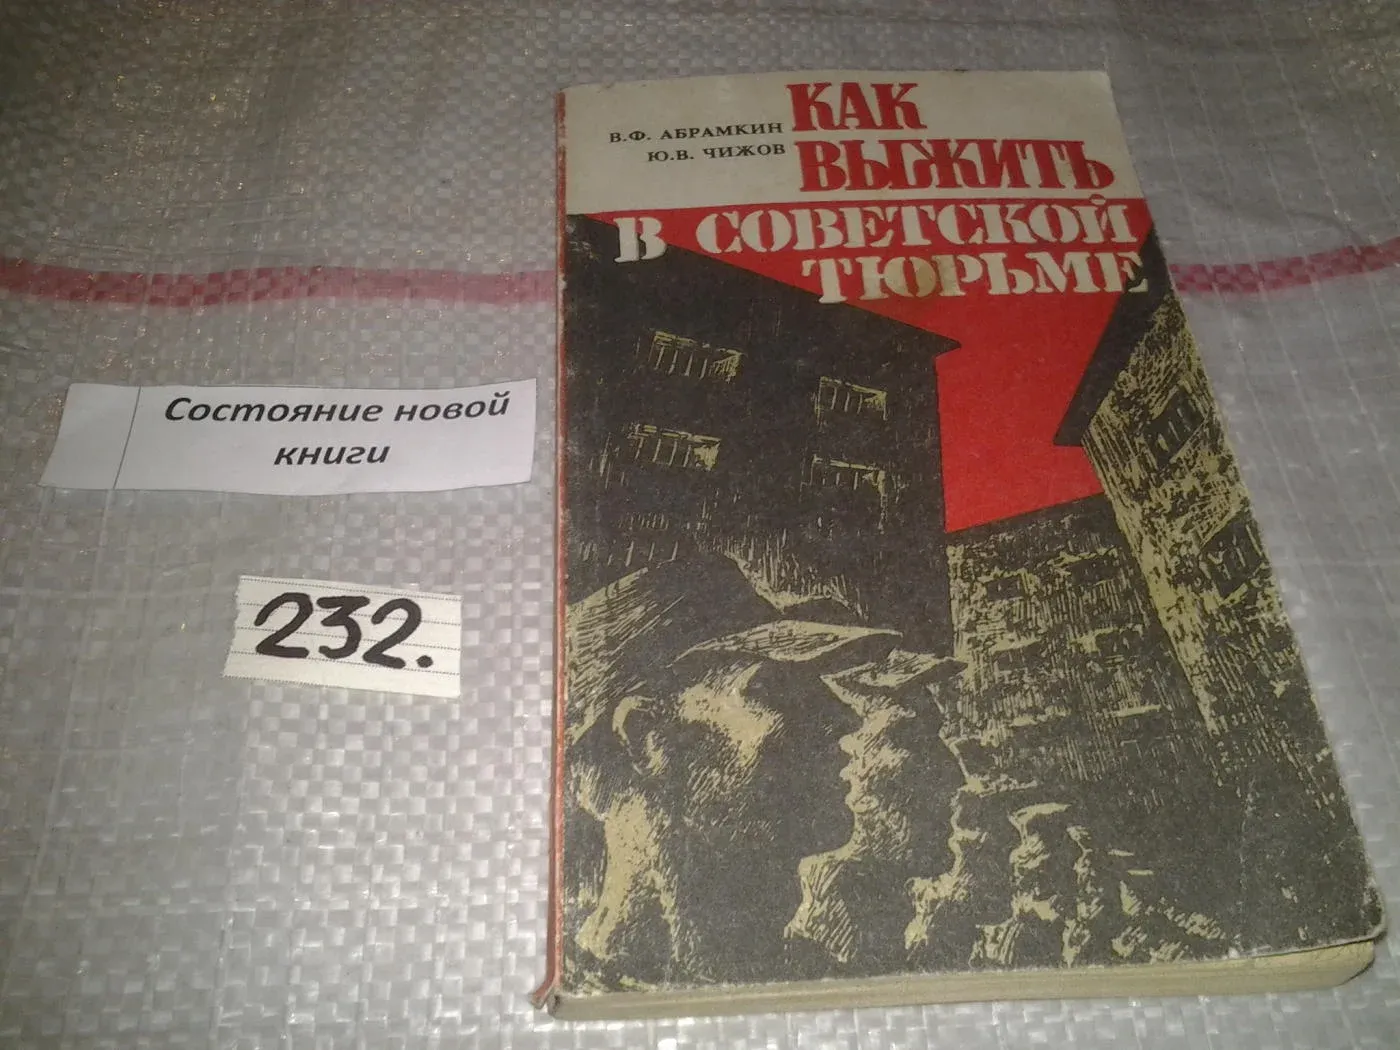 В.Ф. АБРАМКИН
Ю.В. ЧИЖОВ
КАК
ВЫЖИТЬ
В СОВЕТСКОЙ
ТЮРЬМЕ
Состояние новой
книги
232.